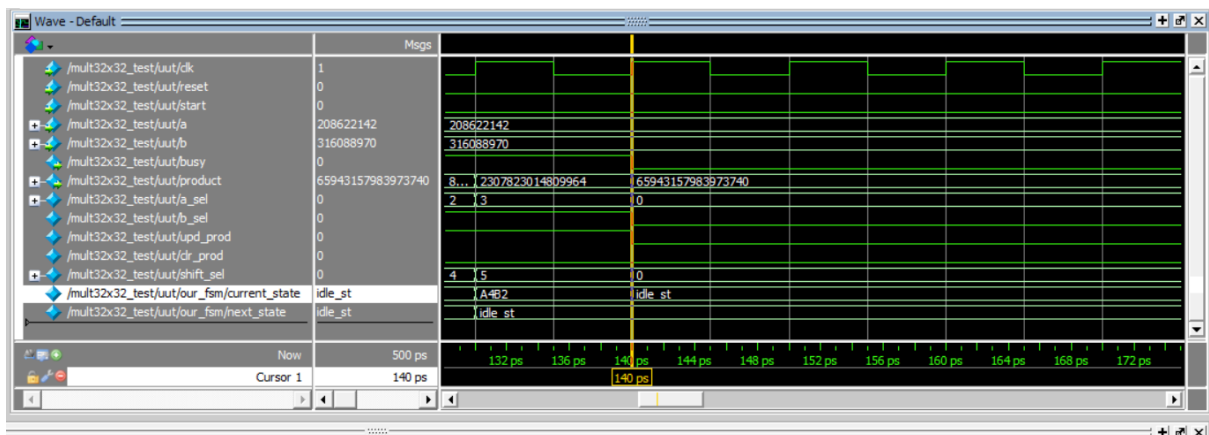 Wave - Default
Msgs
/mult32x32_test/uut/clk 1
/mult32x32_test/uut/reset 0
/mult32x32_test/uut/start 0
/mult32x32_test/uut/a 208622142 208622142
/mult32x32_test/uut/b 316088970 316088970
/mult32x32_test/uut/busy 0
/mult32x32_test/uut/product 65943157983973740 8... 2307823014809964 65943157983973740
/mult32x32_test/uut/a_sel 0 2 3 0
/mult32x32_test/uut/b_sel 0
/mult32x32_test/uut/upd_prod 0
/mult32x32_test/uut/clr_prod 0
/mult32x32_test/uut/shift_sel 0 4 5 0
/mult32x32_test/uut/our_fsm/current_state idle_st A4B2 idle_st
/mult32x32_test/uut/our_fsm/next_state idle_st idle_st
Now 500 ps 132 ps 136 ps 140 ps 144 ps 148 ps 152 ps 156 ps 160 ps 164 ps 168 ps 172 ps
Cursor 1 140 ps 140 ps